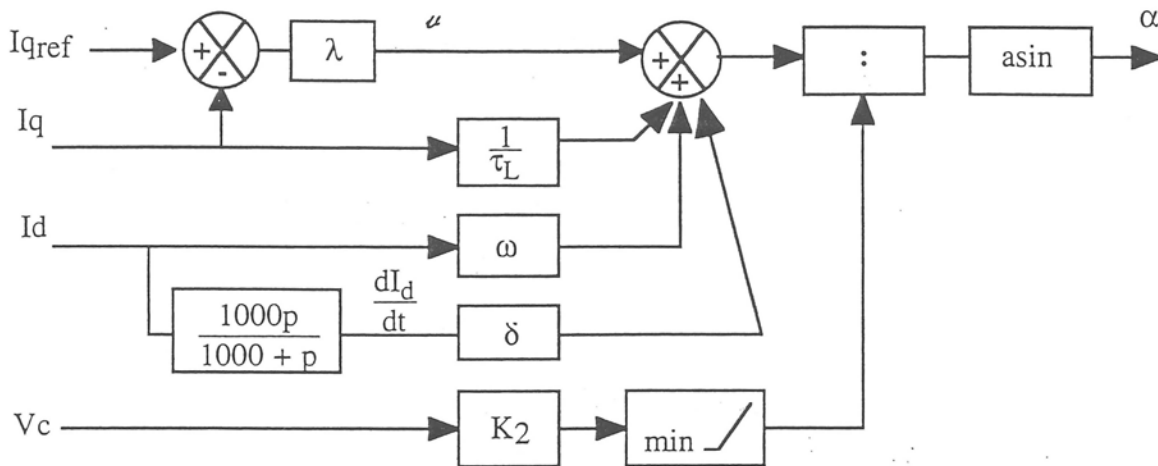 Iqref
+
-
λ
u
+
+
:
asin
α
Iq
1
τL
Id
ω
1000p
1000 + p
dId
dt
δ
Vc
K2
min